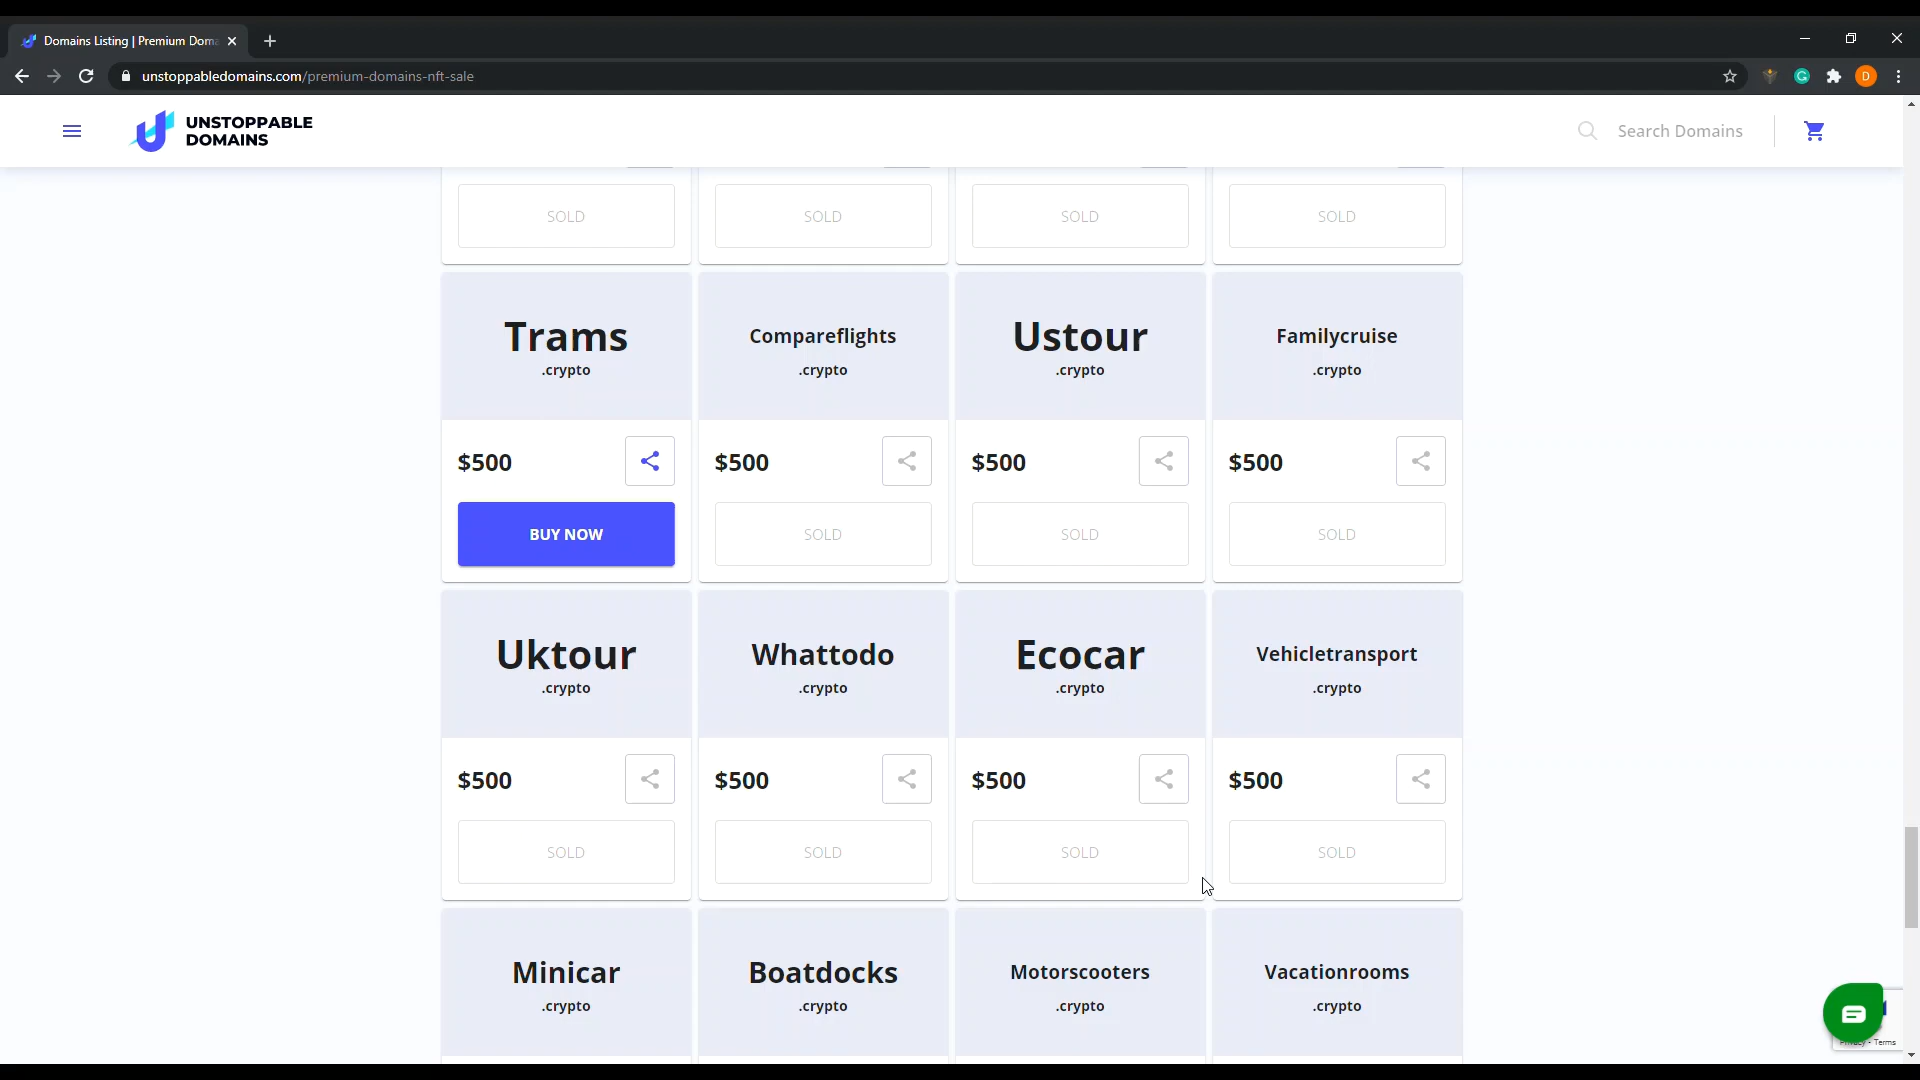 Domains Listing | Premium Doma
unstoppabledomains.com/premium-domains-nft-sale
D
UNSTOPPABLE
DOMAINS
Search Domains
SOLD SOLD SOLD SOLD
Trams Compareflights Ustour Familycruise
.crypto .crypto .crypto .crypto
$500 $500 $500 $500
BUY NOW SOLD SOLD SOLD
Uktour Whattodo Ecocar Vehicletransport
.crypto .crypto .crypto .crypto
$500 $500 $500 $500
SOLD SOLD SOLD SOLD
Minicar Boatdocks Motorscooters Vacationrooms
.crypto .crypto .crypto .crypto
Privacy - Terms